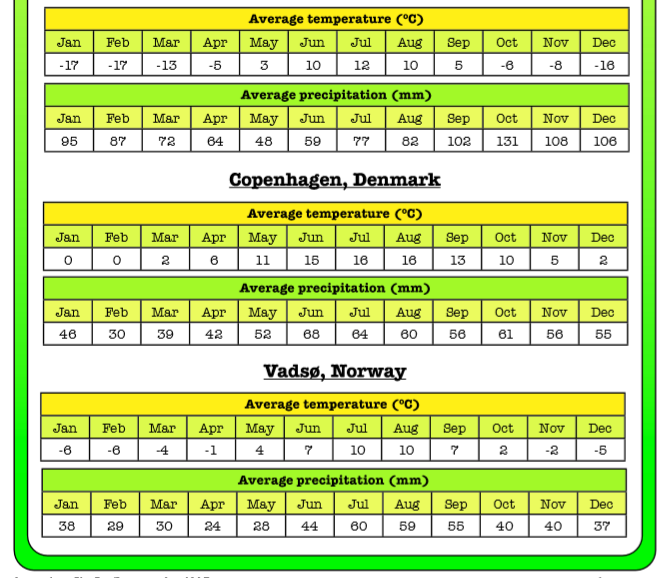 Average temperature (°C)
Jan Feb Mar Apr May Jun Jul Aug Sep Oct Nov Dec
-17 -17 -13 -5 3 10 12 10 5 -6 -8 -16
Average precipitation (mm)
Jan Feb Mar Apr May Jun Jul Aug Sep Oct Nov Dec
95 87 72 64 48 59 77 82 102 131 108 106
Copenhagen, Denmark
Average temperature (°C)
Jan Feb Mar Apr May Jun Jul Aug Sep Oct Nov Dec
0 0 2 6 11 15 16 16 13 10 5 2
Average precipitation (mm)
Jan Feb Mar Apr May Jun Jul Aug Sep Oct Nov Dec
46 30 39 42 52 68 64 60 56 61 56 55
Vadsø, Norway
Average temperature (°C)
Jan Feb Mar Apr May Jun Jul Aug Sep Oct Nov Dec
-6 -6 -4 -1 4 7 10 10 7 2 -2 -5
Average precipitation (mm)
Jan Feb Mar Apr May Jun Jul Aug Sep Oct Nov Dec
38 29 30 24 28 44 60 59 55 40 40 37